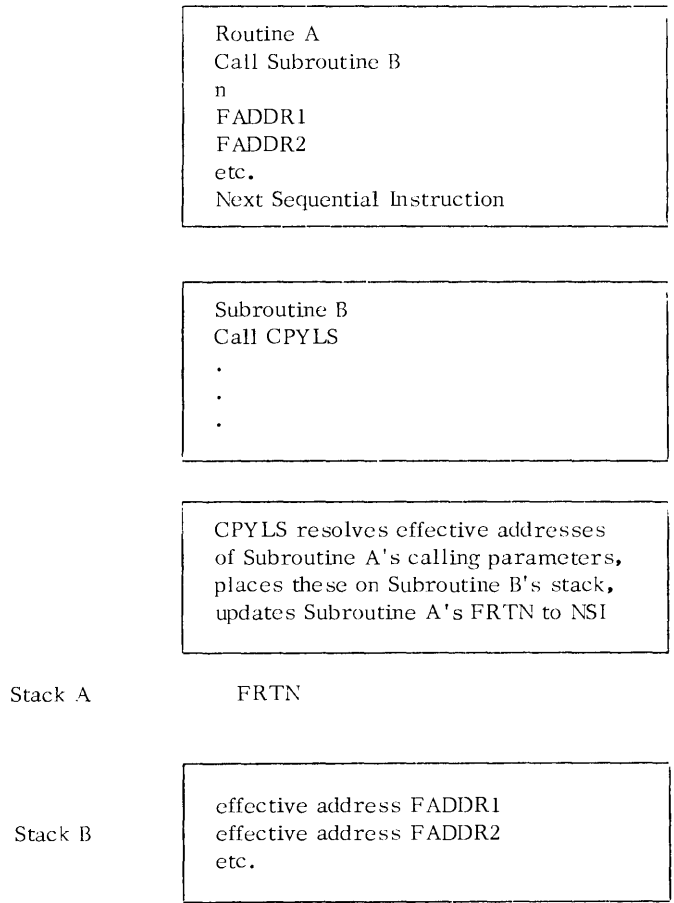 Routine A
Call Subroutine B
n
FADDR1
FADDR2
etc.
Next Sequential Instruction
Subroutine B
Call CPYLS
.
.
.
CPYLS resolves effective addresses
of Subroutine A's calling parameters,
places these on Subroutine B's stack,
updates Subroutine A's FRTN to NSI
Stack A FRTN
effective address FADDR1
Stack B effective address FADDR2
etc.